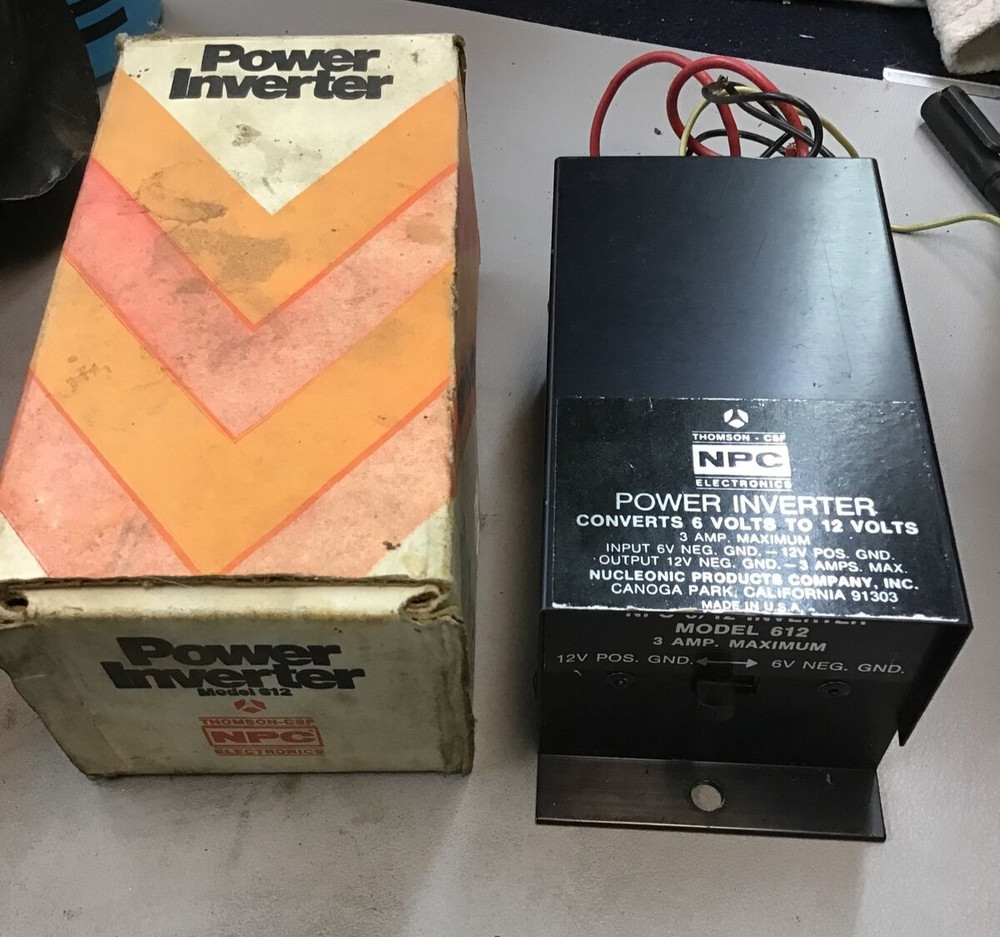 Power
Inverter
Power
Inverter
Model 612
THOMSON-CSF
NPC
ELECTRONICS
THOMSON - CSF
NPC
ELECTRONICS
POWER INVERTER
CONVERTS 6 VOLTS TO 12 VOLTS
3 AMP. MAXIMUM
INPUT 6V NEG. GND. — 12V POS. GND.
OUTPUT 12V NEG. GND. — 3 AMPS. MAX.
NUCLEONIC PRODUCTS COMPANY, INC.
CANOGA PARK, CALIFORNIA 91303
MADE IN U.S.A.
NPC 6/12 INVERTER
MODEL 612
3 AMP. MAXIMUM
12V POS. GND. ↔ 6V NEG. GND.